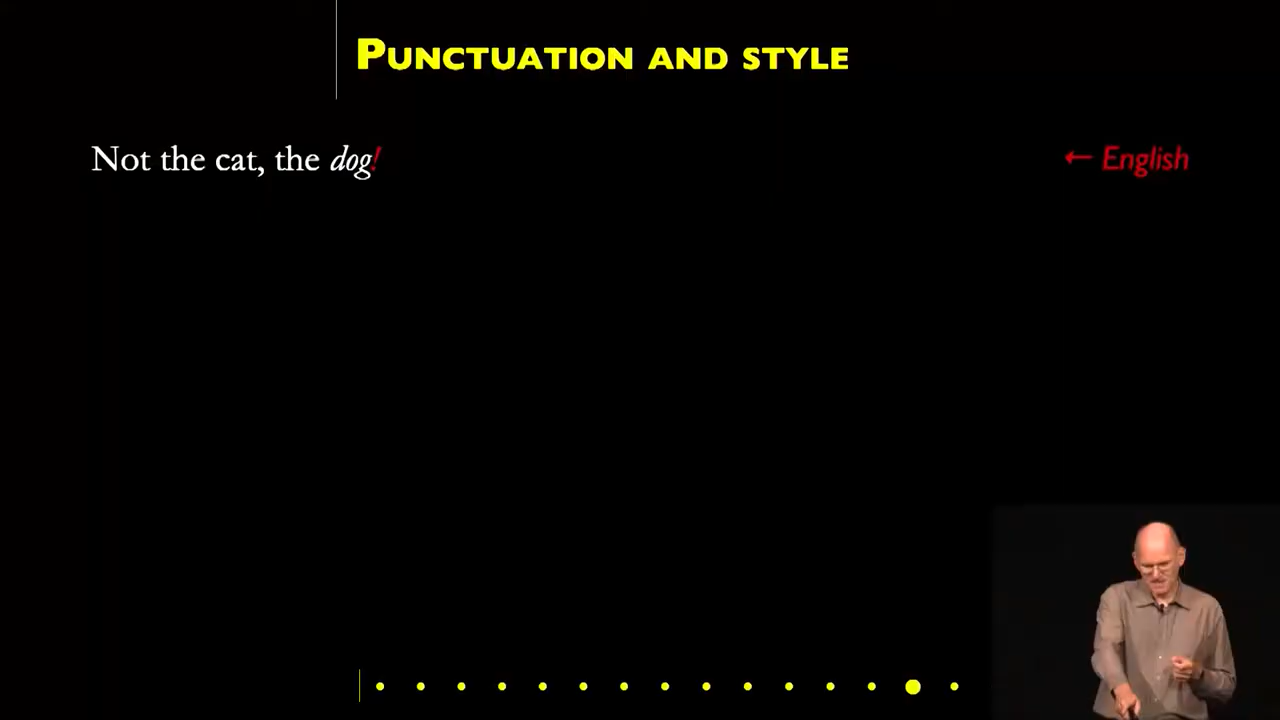 Punctuation and style
Not the cat, the dog!
← English